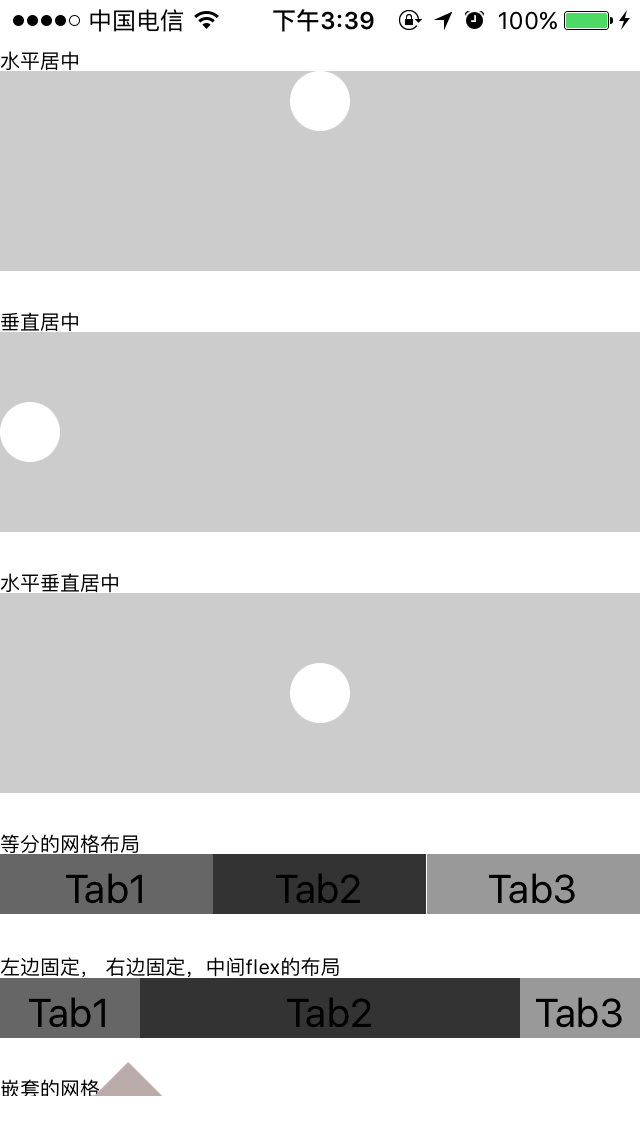 中国电信 下午3:39 100%
水平居中
垂直居中
水平垂直居中
等分的网格布局
Tab1 Tab2 Tab3
左边固定， 右边固定，中间flex的布局
Tab1 Tab2 Tab3
嵌套的网格